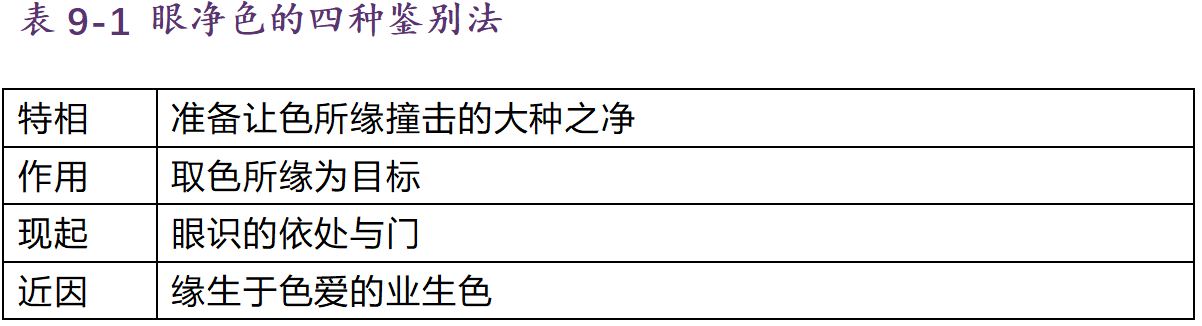 表 9-1 眼净色的四种鉴别法
特相 准备让色所缘撞击的大种之净
作用 取色所缘为目标
现起 眼识的依处与门
近因 缘生于色爱的业生色